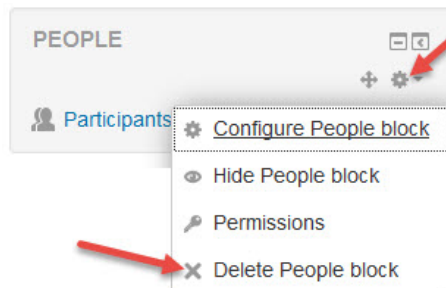 PEOPLE
Participants
Configure People block
Hide People block
Permissions
Delete People block